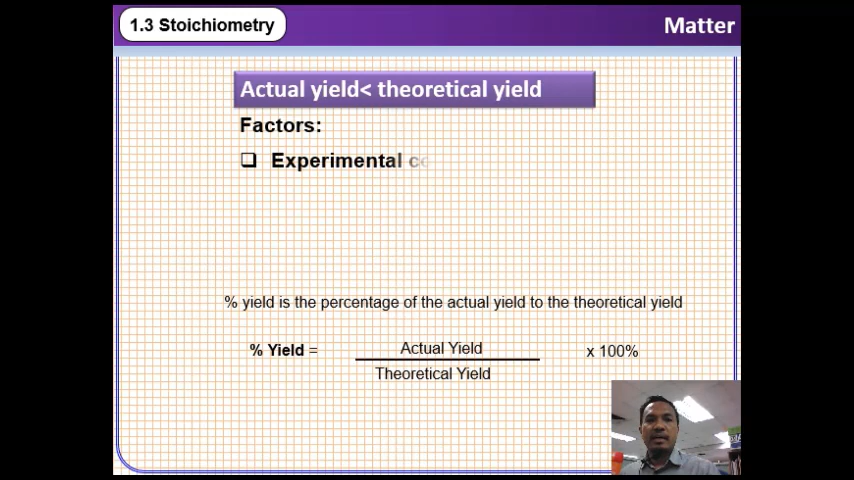 1.3 Stoichiometry
Matter
Actual yield< theoretical yield
Factors:
❑ Experimental
% yield is the percentage of the actual yield to the theoretical yield
% Yield =
Actual Yield
x 100%
Theoretical Yield